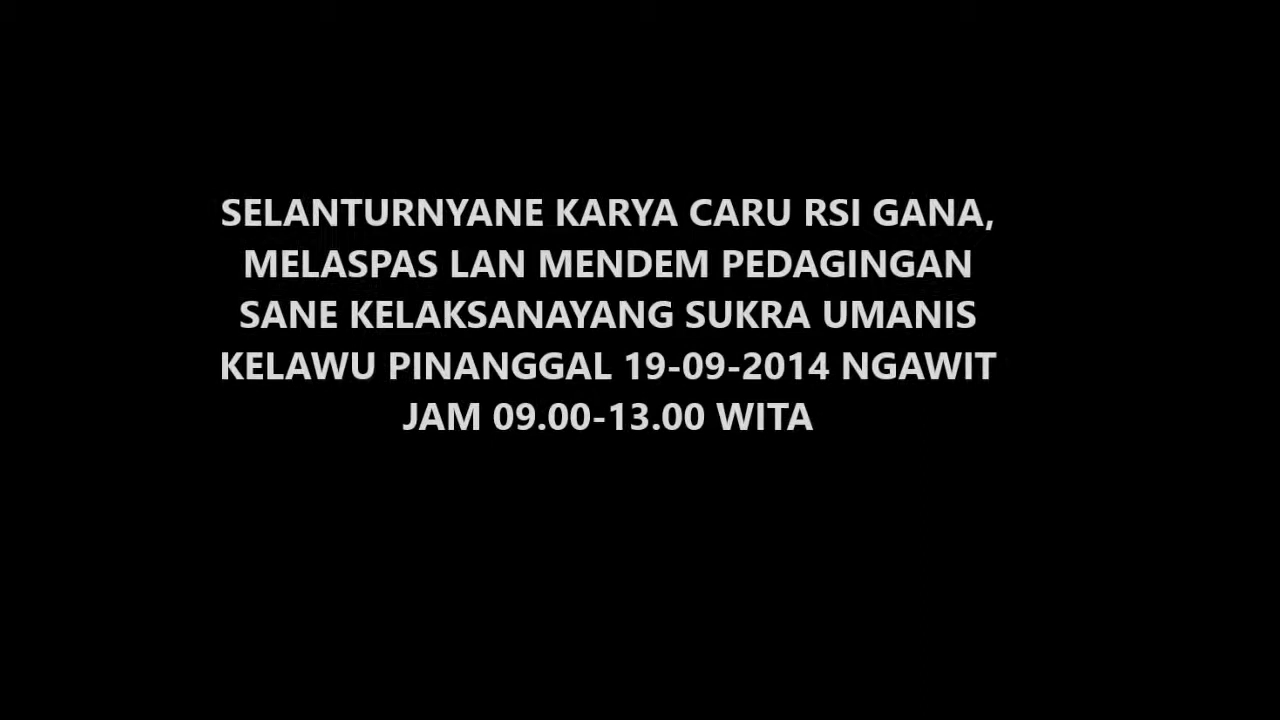 SELANTURNYANE KARYA CARU RSI GANA,
MELASPAS LAN MENDEM PEDAGINGAN
SANE KELAKSANAYANG SUKRA UMANIS
KELAWU PINANGGAL 19-09-2014 NGAWIT
JAM 09.00-13.00 WITA